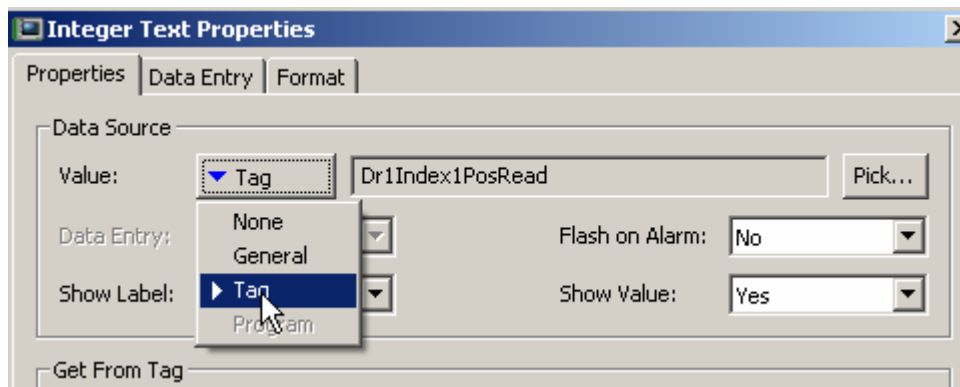 Integer Text Properties
Properties Data Entry Format
Data Source
Value: Tag Dr1Index1PosRead Pick...
None
Data Entry: Flash on Alarm: No
General
Show Label: Tag Show Value: Yes
Program
Get From Tag